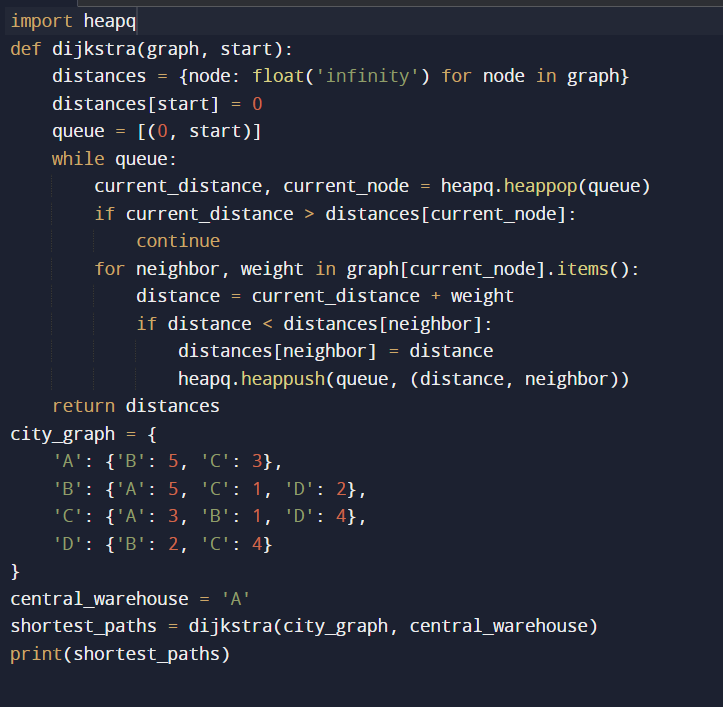 import heapq
def dijkstra(graph, start):
    distances = {node: float('infinity') for node in graph}
    distances[start] = 0
    queue = [(0, start)]
    while queue:
        current_distance, current_node = heapq.heappop(queue)
        if current_distance > distances[current_node]:
            continue
        for neighbor, weight in graph[current_node].items():
            distance = current_distance + weight
            if distance < distances[neighbor]:
                distances[neighbor] = distance
                heapq.heappush(queue, (distance, neighbor))
    return distances
city_graph = {
    'A': {'B': 5, 'C': 3},
    'B': {'A': 5, 'C': 1, 'D': 2},
    'C': {'A': 3, 'B': 1, 'D': 4},
    'D': {'B': 2, 'C': 4}
}
central_warehouse = 'A'
shortest_paths = dijkstra(city_graph, central_warehouse)
print(shortest_paths)